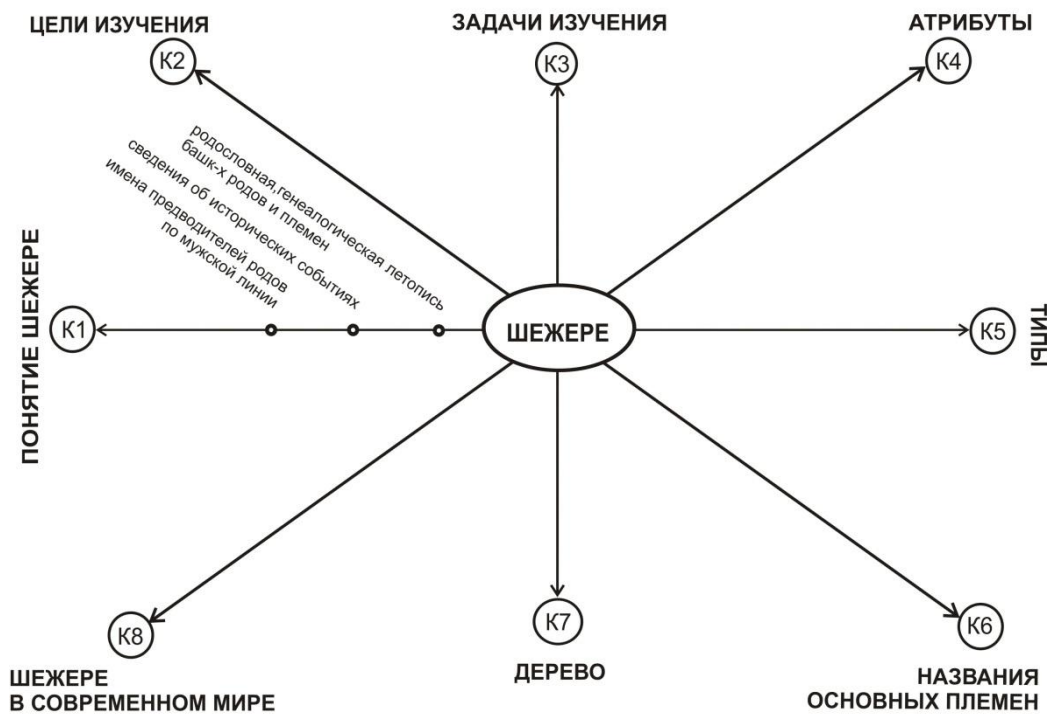 ЦЕЛИ ИЗУЧЕНИЯ
К2
ЗАДАЧИ ИЗУЧЕНИЯ
К3
АТРИБУТЫ
К4
родословная,генеалогическая летопись
башк-х родов и племен
сведения об исторических событиях
имена предводителей родов
по мужской линии
ПОНЯТИЕ ШЕЖЕРЕ
К1
ШЕЖЕРЕ
К5
ТИПЫ
К8
ШЕЖЕРЕ
В СОВРЕМЕННОМ МИРЕ
К7
ДЕРЕВО
К6
НАЗВАНИЯ
ОСНОВНЫХ ПЛЕМЕН